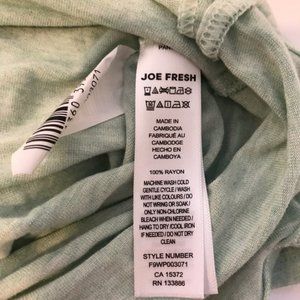 JOE FRESH
MADE IN
CAMBODIA
FABRIQUÉ AU
CAMBODGE
HECHO EN
CAMBOYA
100% RAYON
MACHINE WASH COLD
GENTLE CYCLE / WASH
WITH LIKE COLOURS / DO
NOT WRING OR SOAK /
ONLY NON-CHLORINE
BLEACH WHEN NEEDED /
HANG TO DRY /COOL IRON
IF NEEDED / DO NOT DRY
CLEAN
STYLE NUMBER
F9WP003071
CA 15372
RN 133886